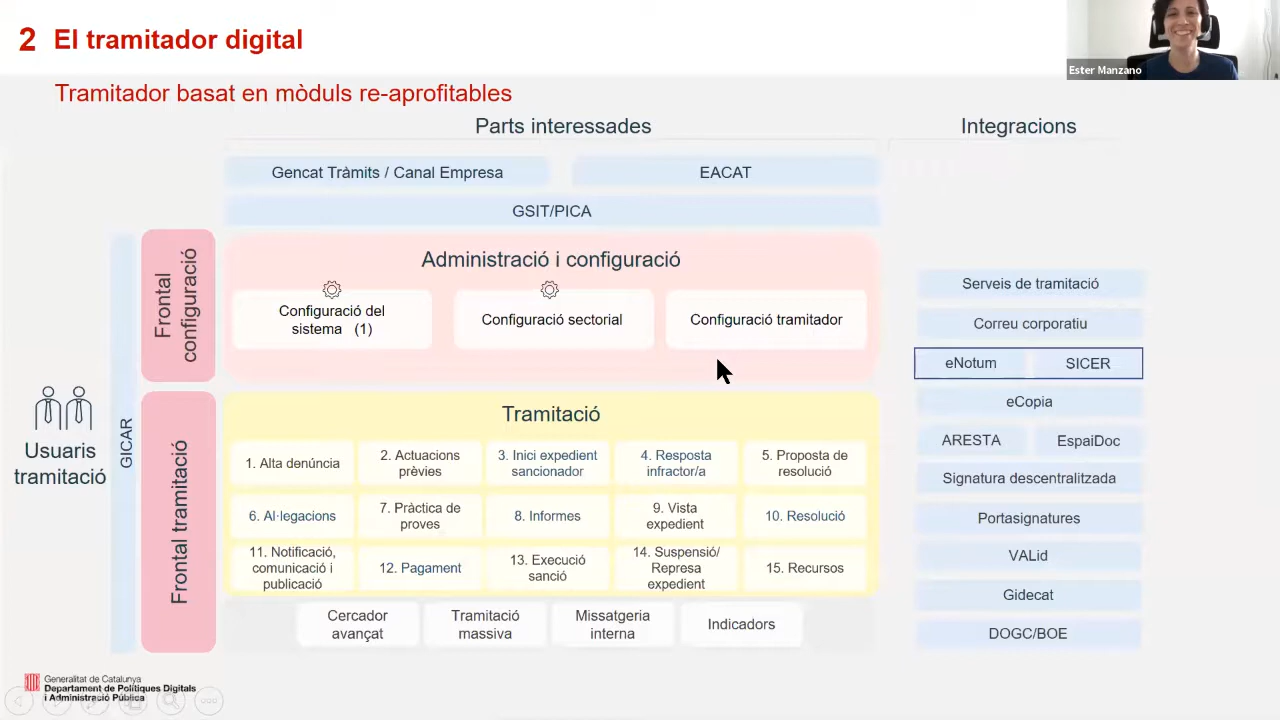 2 El tramitador digital
Ester Manzano
Tramitador basat en mòduls re-aprofitables
Parts interessades
Integracions
Gencat Tràmits / Canal Empresa
EACAT
GSIT/PICA
Usuaris
tramitació
GICAR
Frontal
configuració
Administració i configuració
Configuració del
sistema (1)
Configuració sectorial
Configuració tramitador
Frontal tramitació
Tramitació
1. Alta denúncia
2. Actuacions
prèvies
3. Inici expedient
sancionador
4. Resposta
infractor/a
5. Proposta de
resolució
6. Al·legacions
7. Pràctica de
proves
8. Informes
9. Vista
expedient
10. Resolució
11. Notificació,
comunicació i
publicació
12. Pagament
13. Execució
sanció
14. Suspensió/
Represa
expedient
15. Recursos
Cercador
avançat
Tramitació
massiva
Missatgeria
interna
Indicadors
Serveis de tramitació
Correu corporatiu
eNotum
SICER
eCopia
ARESTA
EspaiDoc
Signatura descentralitzada
Portasignatures
VALid
Gidecat
DOGC/BOE
Generalitat de Catalunya
Departament de Polítiques Digitals
i Administració Pública